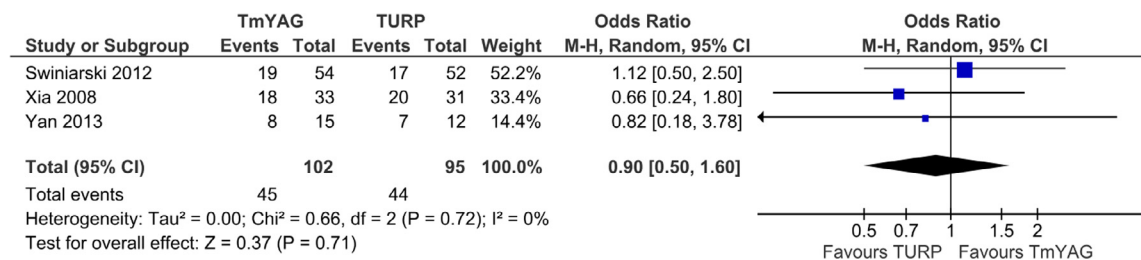 TmYAG TURP Odds Ratio Odds Ratio
Study or Subgroup Events Total Events Total Weight M-H, Random, 95% CI M-H, Random, 95% CI
Swiniarski 2012 19 54 17 52 52.2% 1.12 [0.50, 2.50]
Xia 2008 18 33 20 31 33.4% 0.66 [0.24, 1.80]
Yan 2013 8 15 7 12 14.4% 0.82 [0.18, 3.78]
Total (95% CI) 102 95 100.0% 0.90 [0.50, 1.60]
Total events 45 44
Heterogeneity: Tau² = 0.00; Chi² = 0.66, df = 2 (P = 0.72); I² = 0%
Test for overall effect: Z = 0.37 (P = 0.71)
0.5 0.7 1 1.5 2
Favours TURP Favours TmYAG